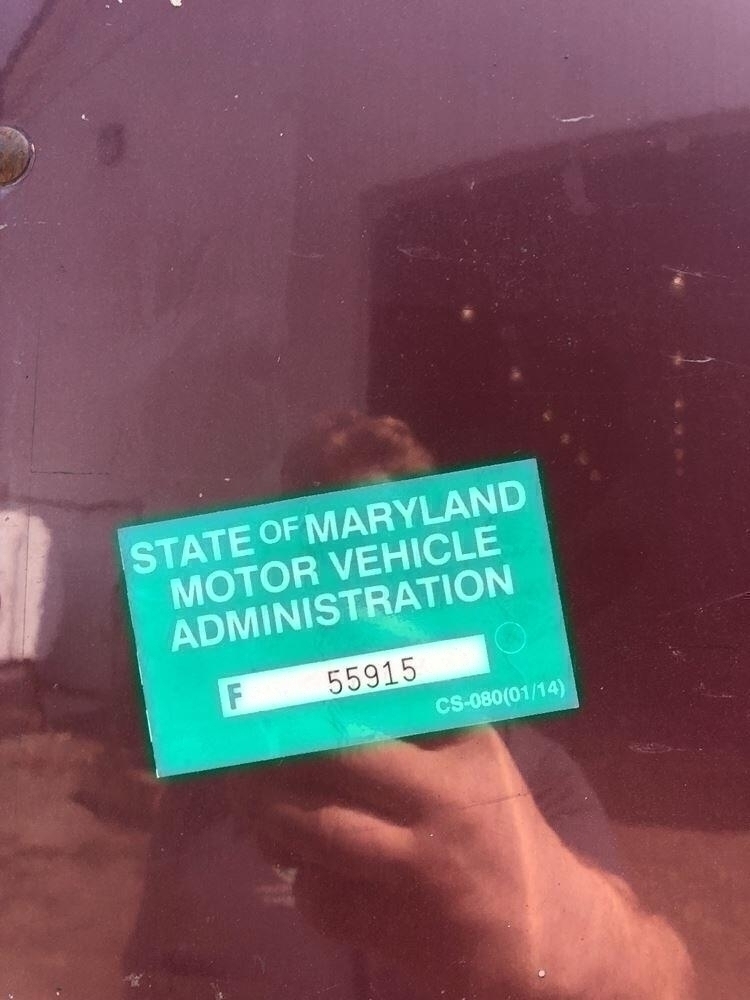 STATE OF MARYLAND
MOTOR VEHICLE
ADMINISTRATION
F 55915
CS-080(01/14)